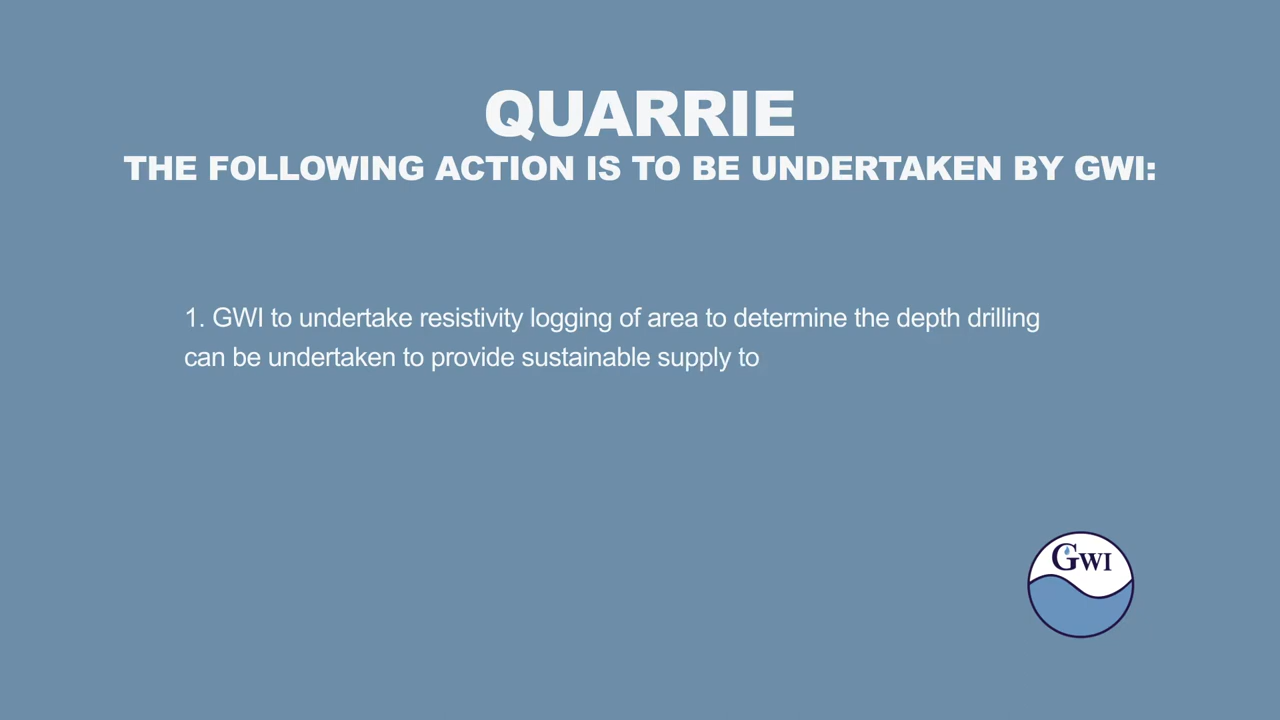 QUARRIE
THE FOLLOWING ACTION IS TO BE UNDERTAKEN BY GWI:
1. GWI to undertake resistivity logging of area to determine the depth drilling
can be undertaken to provide sustainable supply to
GWI